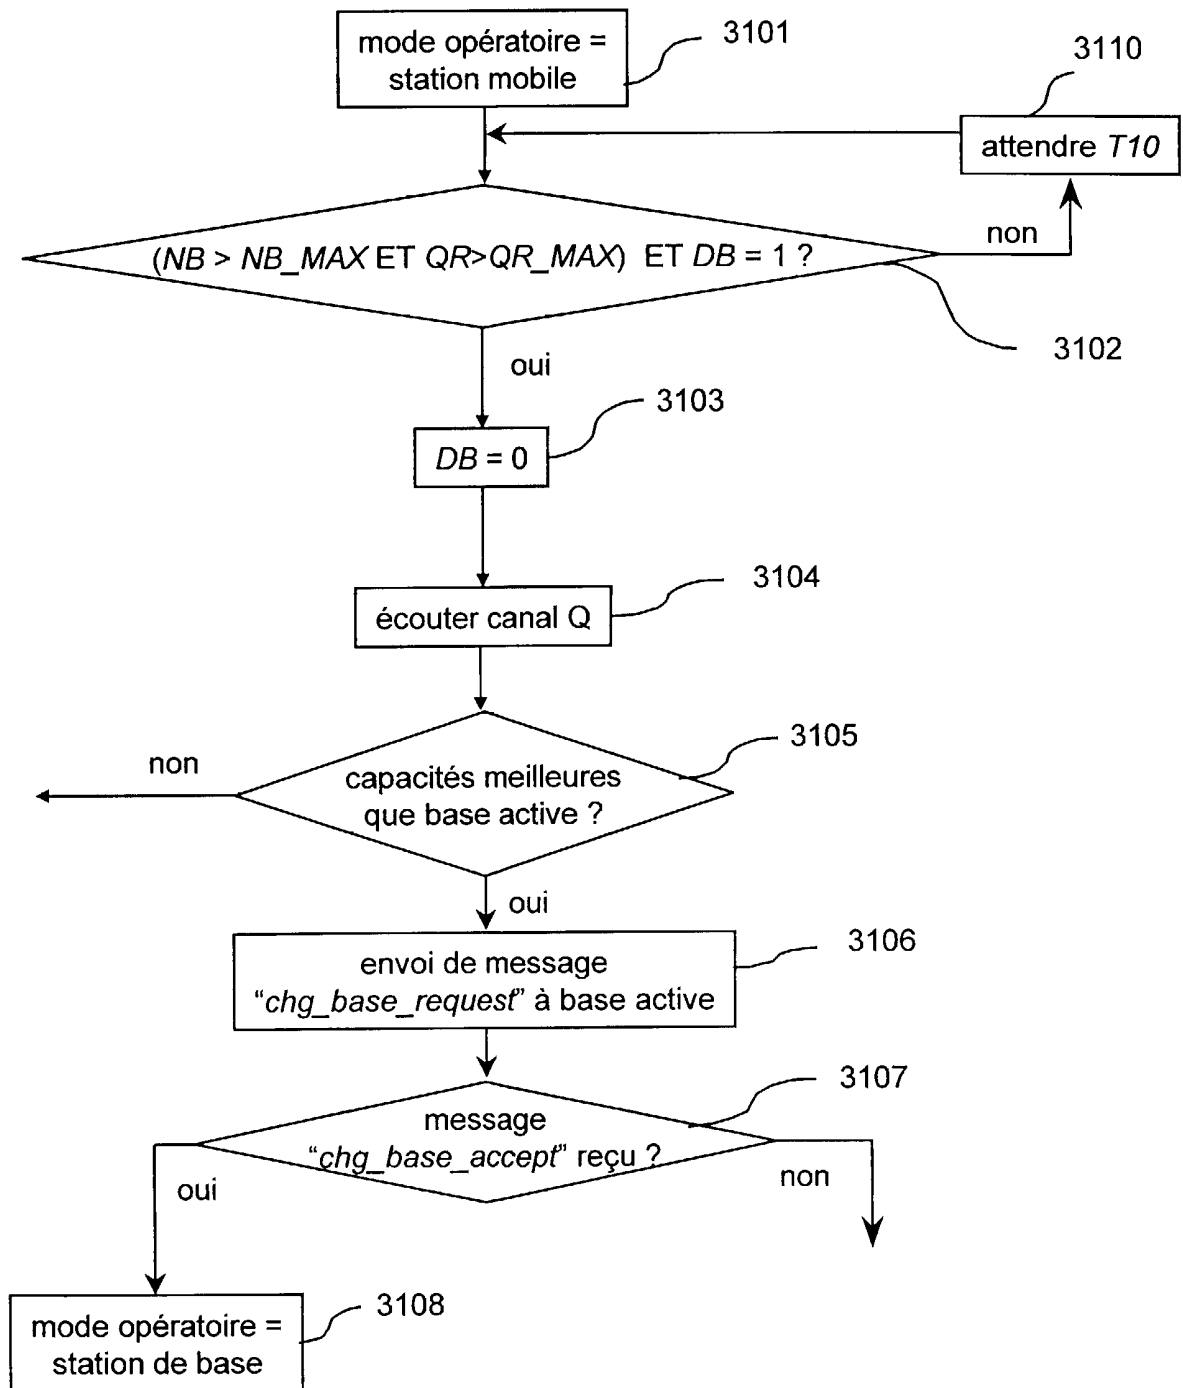 mode opératoire =
station mobile
3101
3110
attendre T10
(NB > NB_MAX ET QR>QR_MAX) ET DB = 1 ?
non
3102
oui
3103
DB = 0
3104
écouter canal Q
3105
non
capacités meilleures
que base active ?
oui
3106
envoi de message
“chg_base_request” à base active
3107
message
“chg_base_accept” reçu ?
oui
non
3108
mode opératoire =
station de base